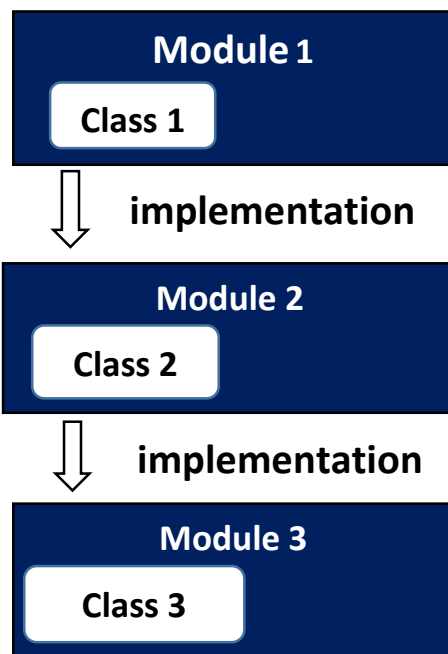 Module 1
Class 1
implementation
Module 2
Class 2
implementation
Module 3
Class 3